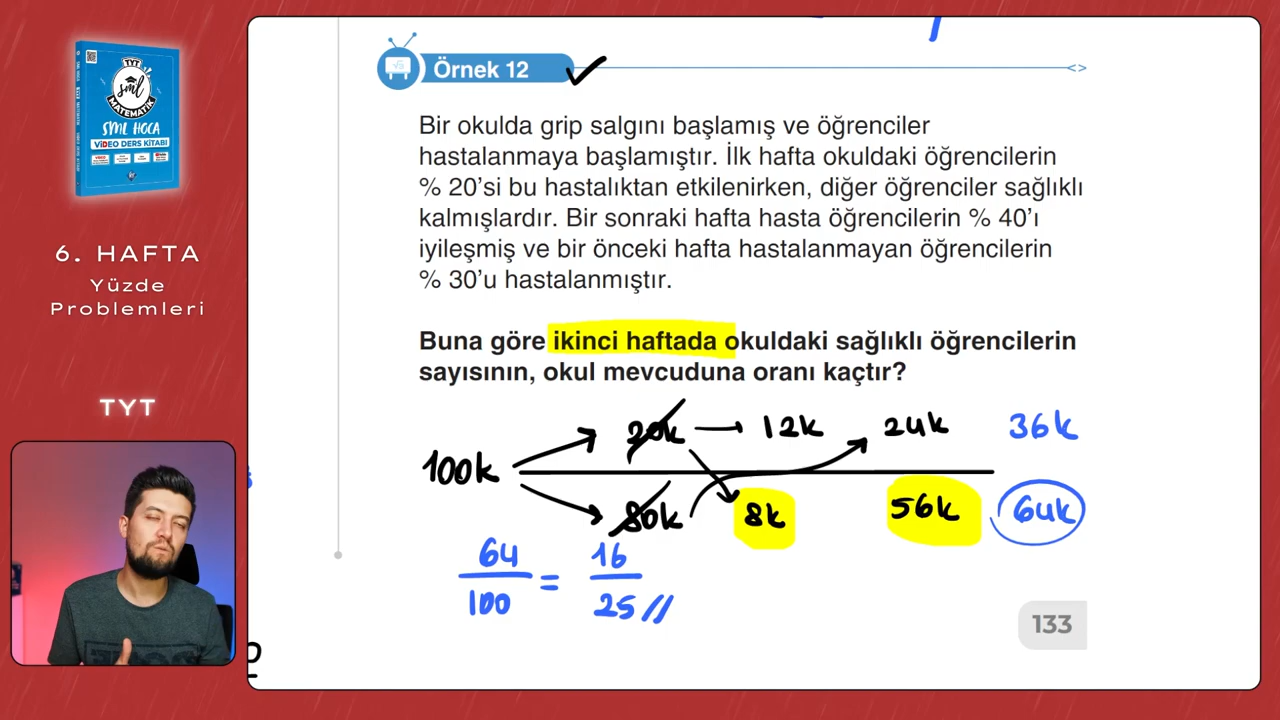 TYT
sml
MATEMATİK
SML HOCA
VİDEO DERS KİTABI
6. HAFTA
Yüzde
Problemleri
TYT
Örnek 12
Bir okulda grip salgını başlamış ve öğrenciler
hastalanmaya başlamıştır. İlk hafta okuldaki öğrencilerin
% 20’si bu hastalıktan etkilenirken, diğer öğrenciler sağlıklı
kalmışlardır. Bir sonraki hafta hasta öğrencilerin % 40’ı
iyileşmiş ve bir önceki hafta hastalanmayan öğrencilerin
% 30’u hastalanmıştır.
Buna göre ikinci haftada okuldaki sağlıklı öğrencilerin
sayısının, okul mevcuduna oranı kaçtır?
20k 12k 24k 36k
100k
80k 8k 56k 64k
64 16
=
100 25 //
133